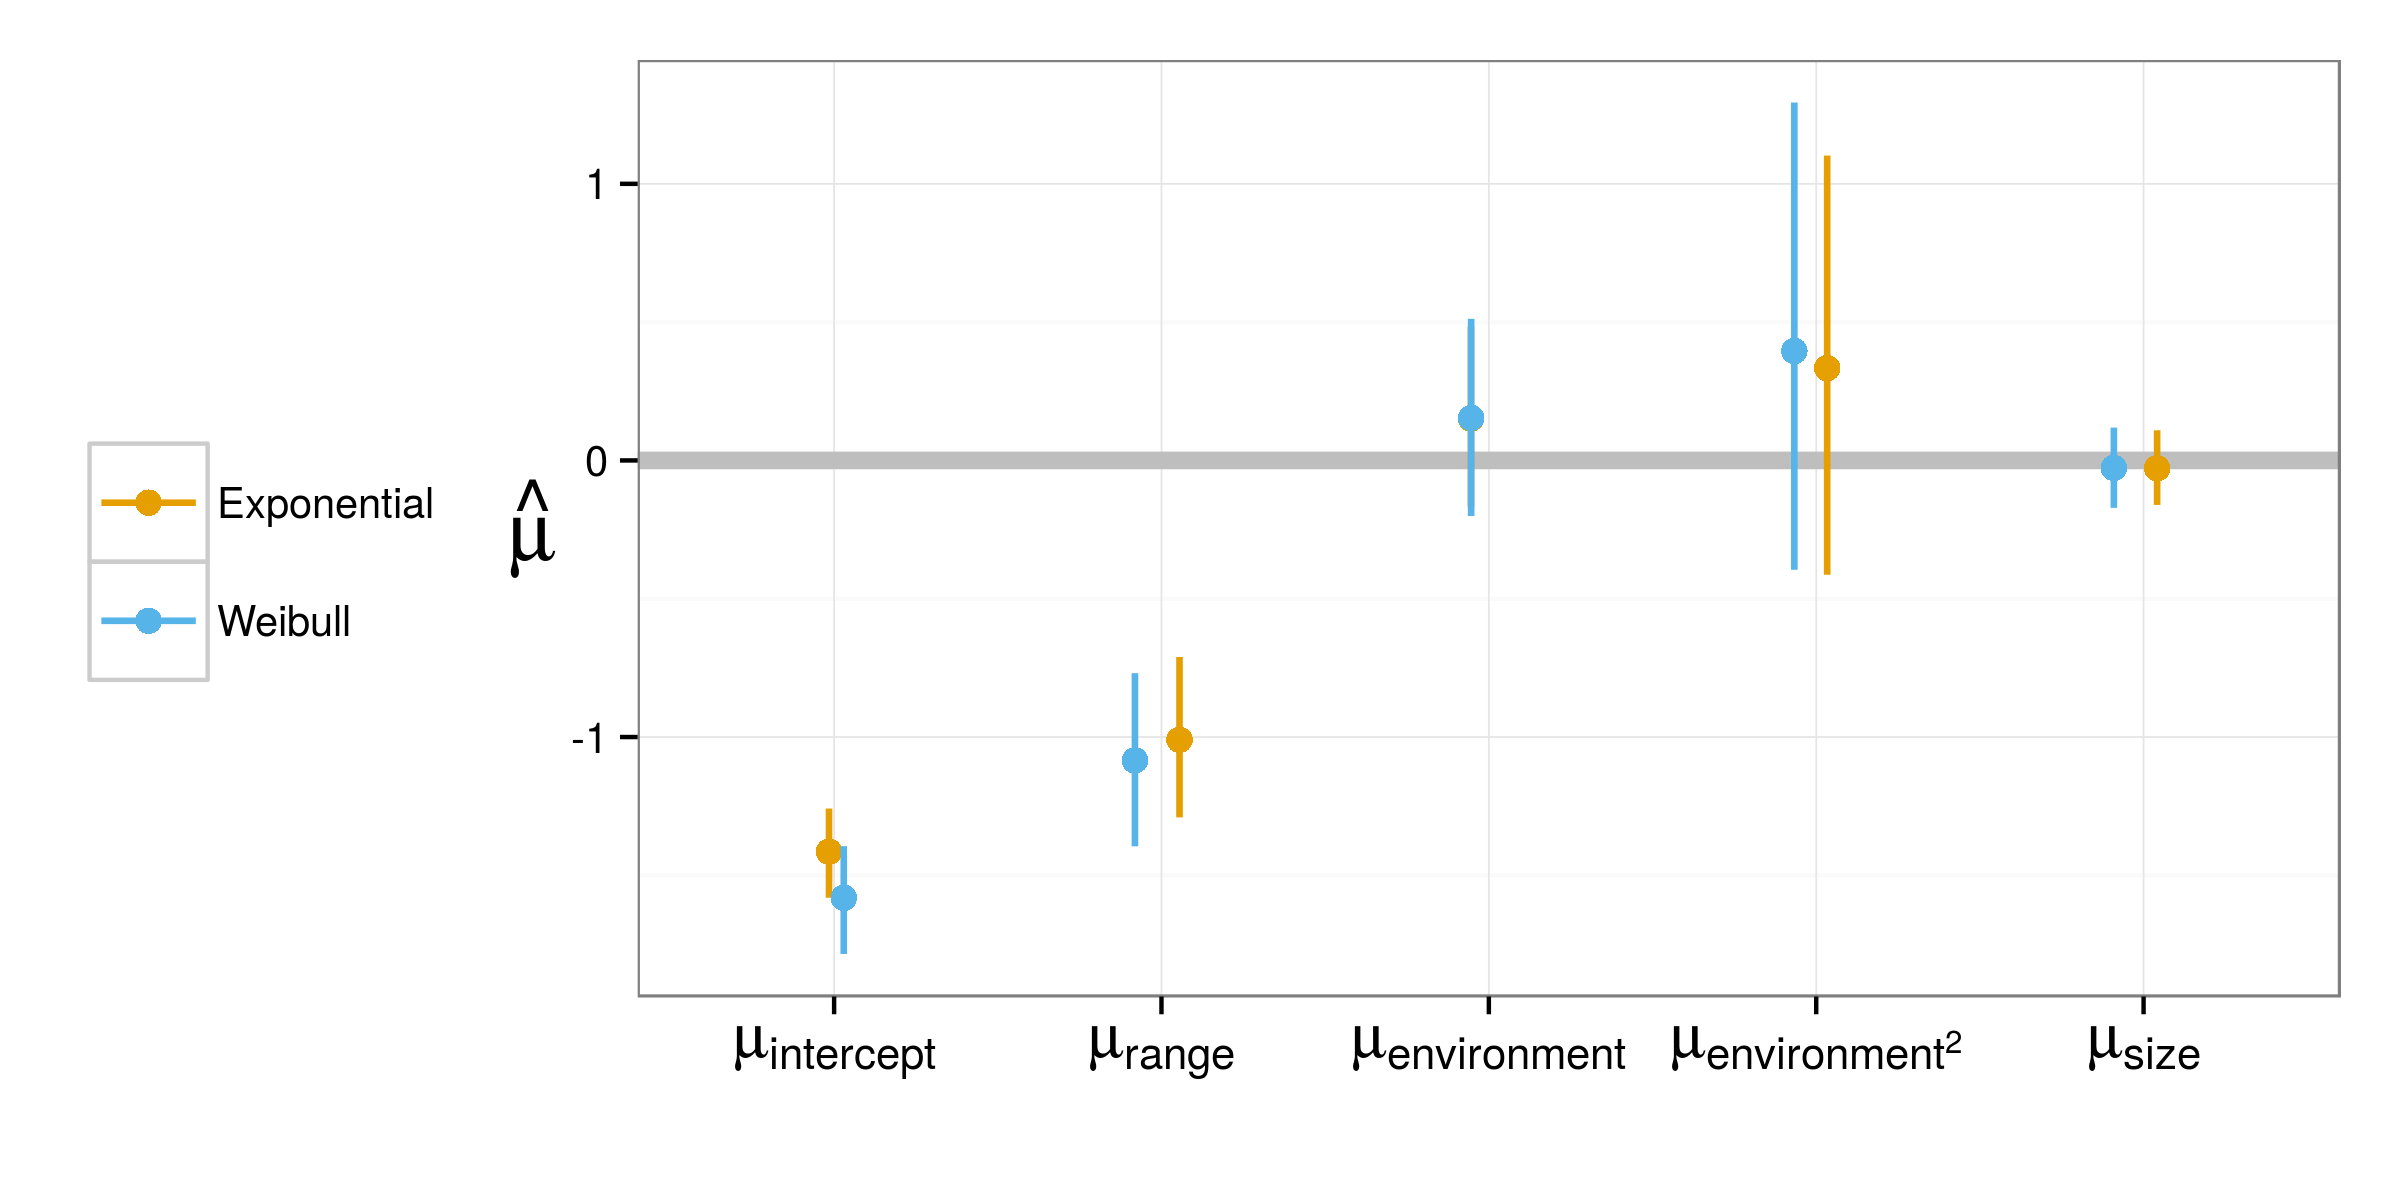 Exponential
Weibull
μ̂
1
0
-1
μintercept
μrange
μenvironment
μenvironment²
μsize